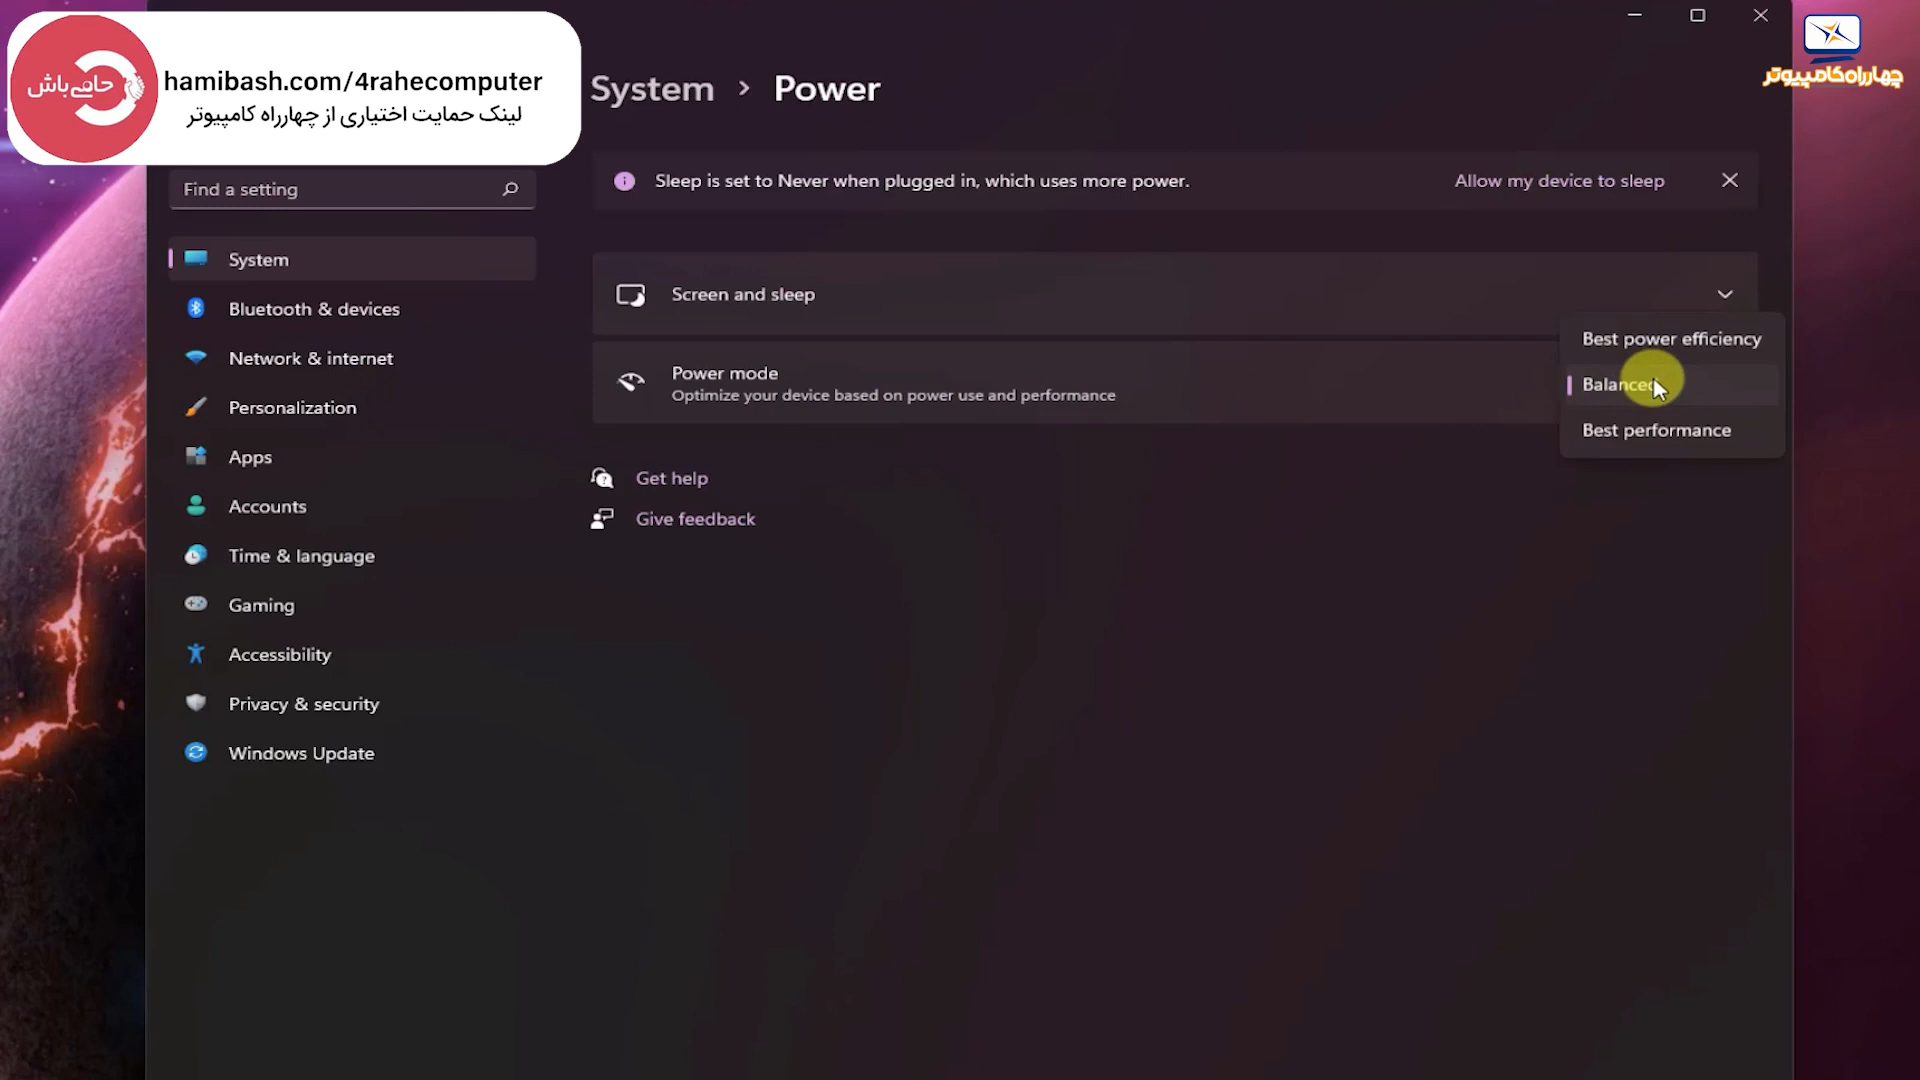 حامی‌باش
hamibash.com/4rahecomputer
لینک حمایت اختیاری از چهارراه کامپیوتر
چهارراه کامپیوتر
System > Power
Find a setting
Sleep is set to Never when plugged in, which uses more power.
Allow my device to sleep
System
Bluetooth & devices
Network & internet
Personalization
Apps
Accounts
Time & language
Gaming
Accessibility
Privacy & security
Windows Update
Screen and sleep
Power mode
Optimize your device based on power use and performance
Best power efficiency
Balanced
Best performance
Get help
Give feedback